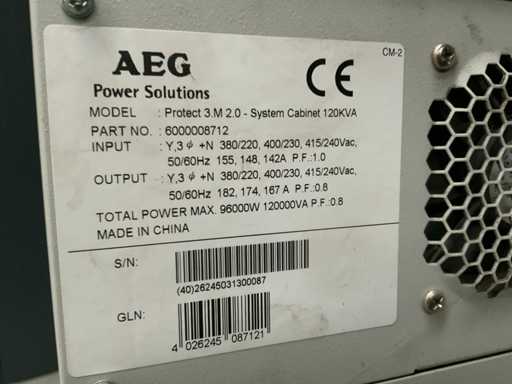 CM-2
AEG
CE
Power Solutions
MODEL : Protect 3.M 2.0 - System Cabinet 120KVA
PART NO. : 6000008712
INPUT : Y,3 ϕ +N 380/220, 400/230, 415/240Vac,
50/60Hz 155, 148, 142A P.F.:1.0
OUTPUT : Y,3 ϕ +N 380/220, 400/230, 415/240Vac,
50/60Hz 182, 174, 167 A P.F.:0.8
TOTAL POWER MAX. 96000W 120000VA P.F.:0.8
MADE IN CHINA
S/N:
(40)26245031300087
GLN:
4 026245 087121